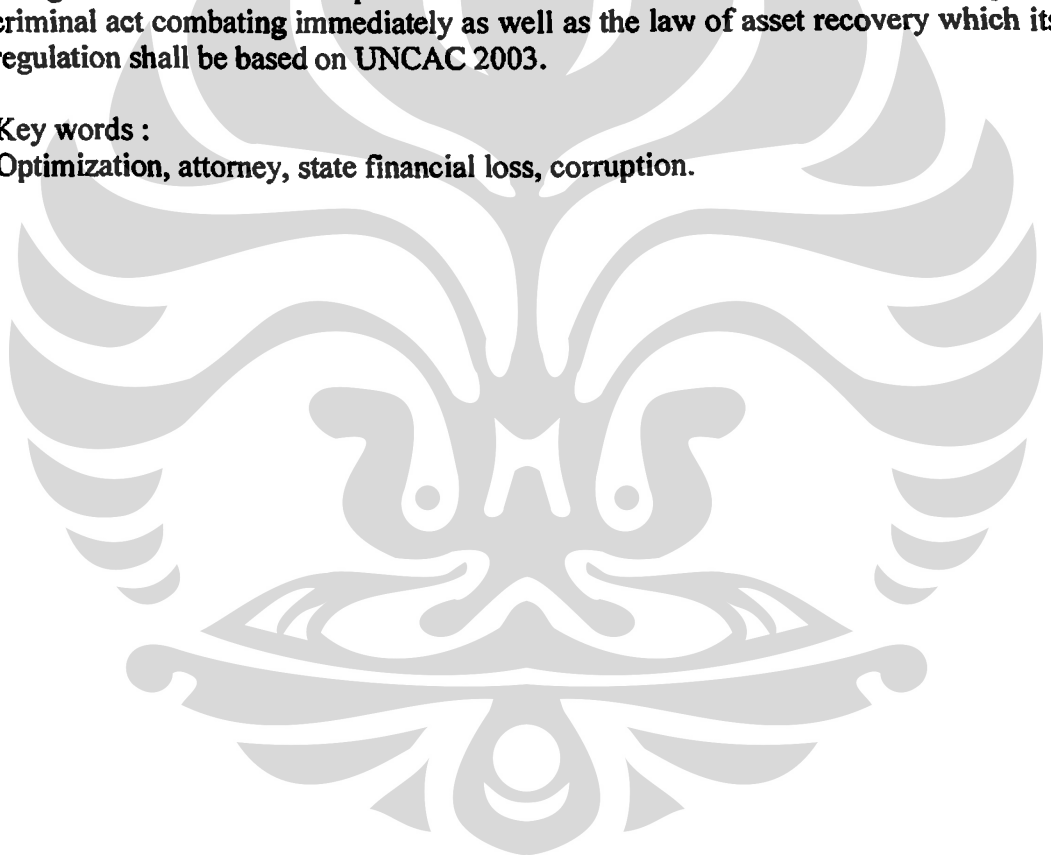 criminal act combating immediately as well as the law of asset recovery which its
regulation shall be based on UNCAC 2003.
Key words :
Optimization, attorney, state financial loss, corruption.